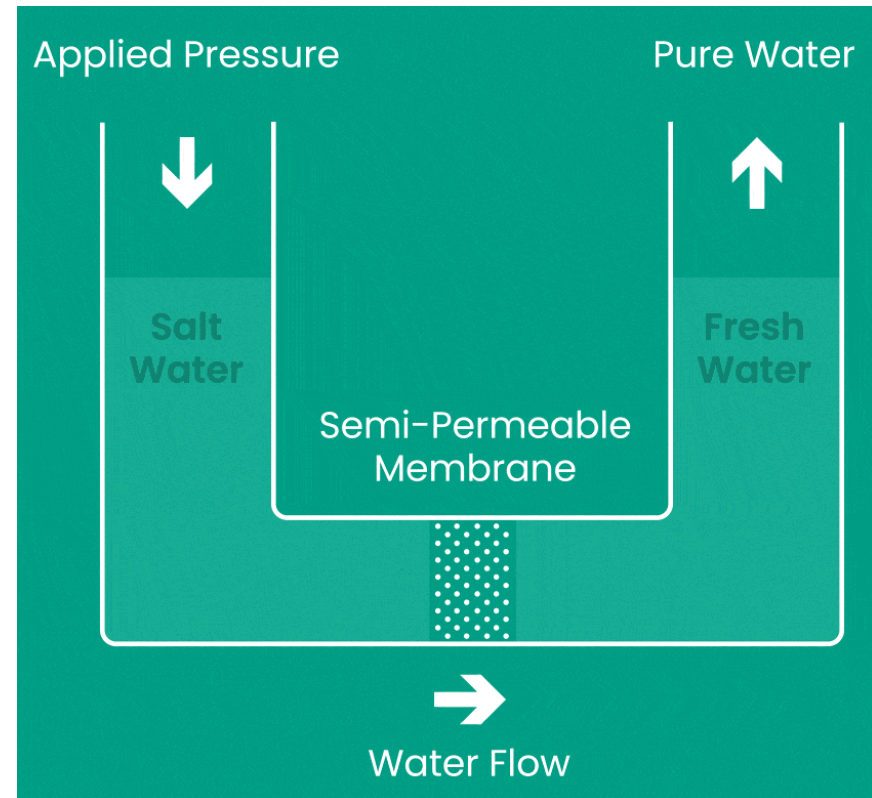 Applied Pressure
Pure Water
Salt
Water
Fresh
Water
Semi-Permeable
Membrane
Water Flow